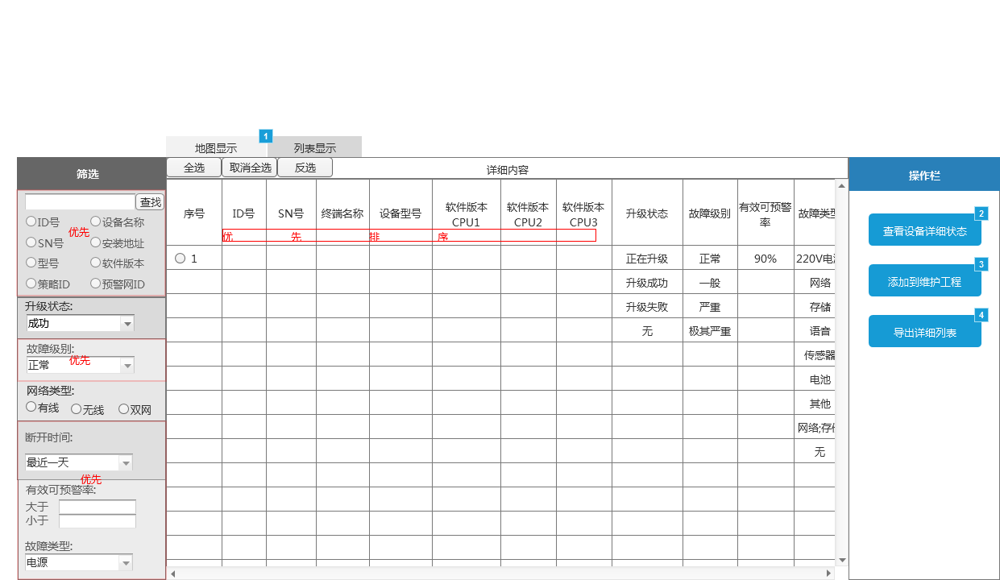 1
地图显示 列表显示
筛选
全选 取消全选 反选 详细内容
操作栏
查找
ID号 设备名称
优先
SN号 安装地址
型号 软件版本
策略ID 预警网ID
升级状态:
成功
故障级别:
优先
正常
网络类型:
有线 无线 双网
断开时间:
最近一天
优先
有效可预警率:
大于
小于
故障类型:
电源
序号 ID号 SN号 终端名称 设备型号 软件版本CPU1 软件版本CPU2 软件版本CPU3 升级状态 故障级别 有效可预警率 故障类型
优 先 排 序
1 正在升级 正常 90% 220V电池
升级成功 一般 网络
升级失败 严重 存储
无 极其严重 语音
传感器
电池
其他
网络;存储
无
2
查看设备详细状态
3
添加到维护工程
4
导出详细列表